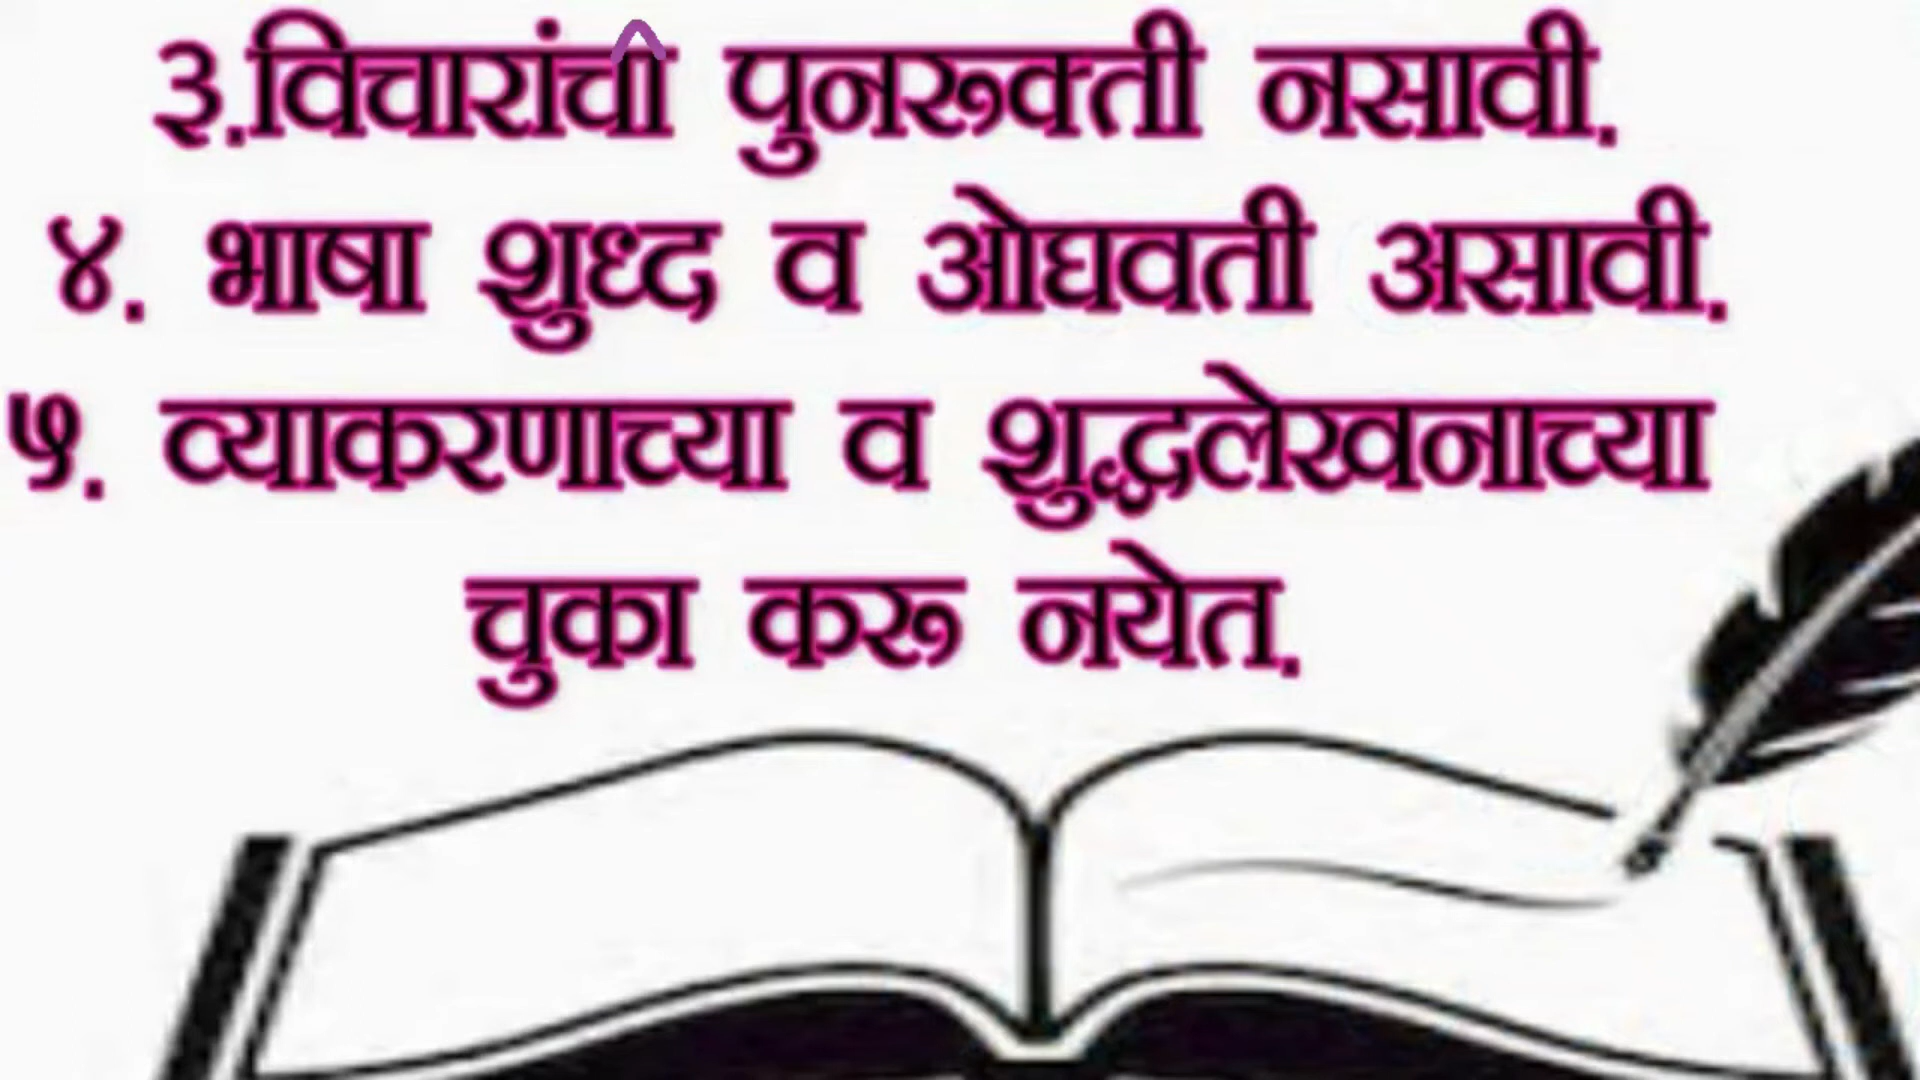 ३.विचारांची पुनरूक्ती नसावी.
४. भाषा शुध्द व ओघवती असावी.
५. व्याकरणाच्या व शुद्धलेखनाच्या
चुका करू नयेत.